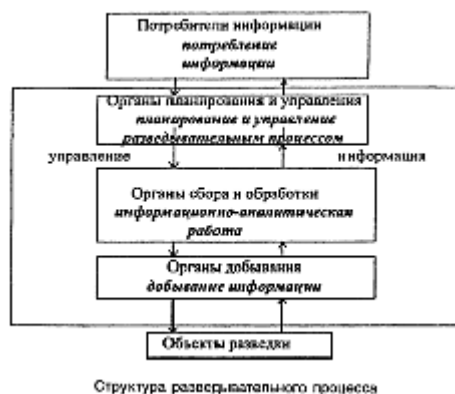 Потребители информации
потребление
информации
Органы планирования и управления
планирование и управление
разведывательным процессом
управление информация
Органы сбора и обработки
информационно-аналитическая
работа
Органы добывания
добывание информации
Объекты разведки
Структура разведывательного процесса